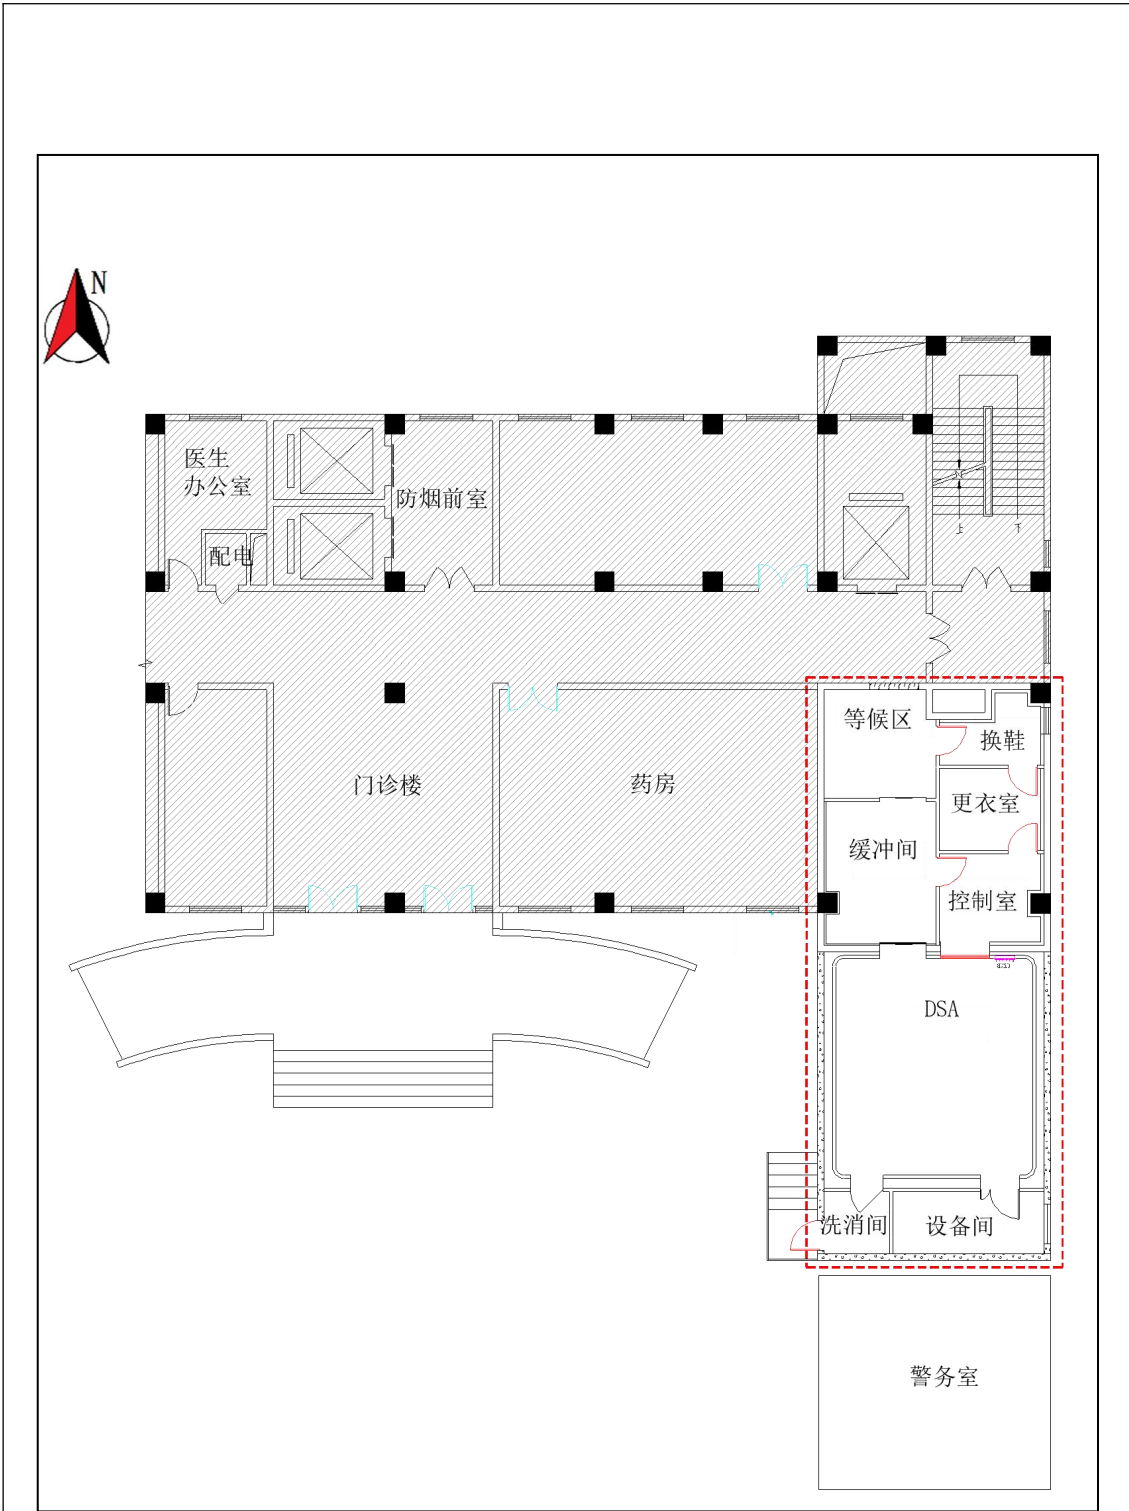 N
医生
办公室
防烟前室
配电
上
下
等候区
换鞋
门诊楼
药房
更衣室
缓冲间
控制室
DSA
洗消间
设备间
警务室